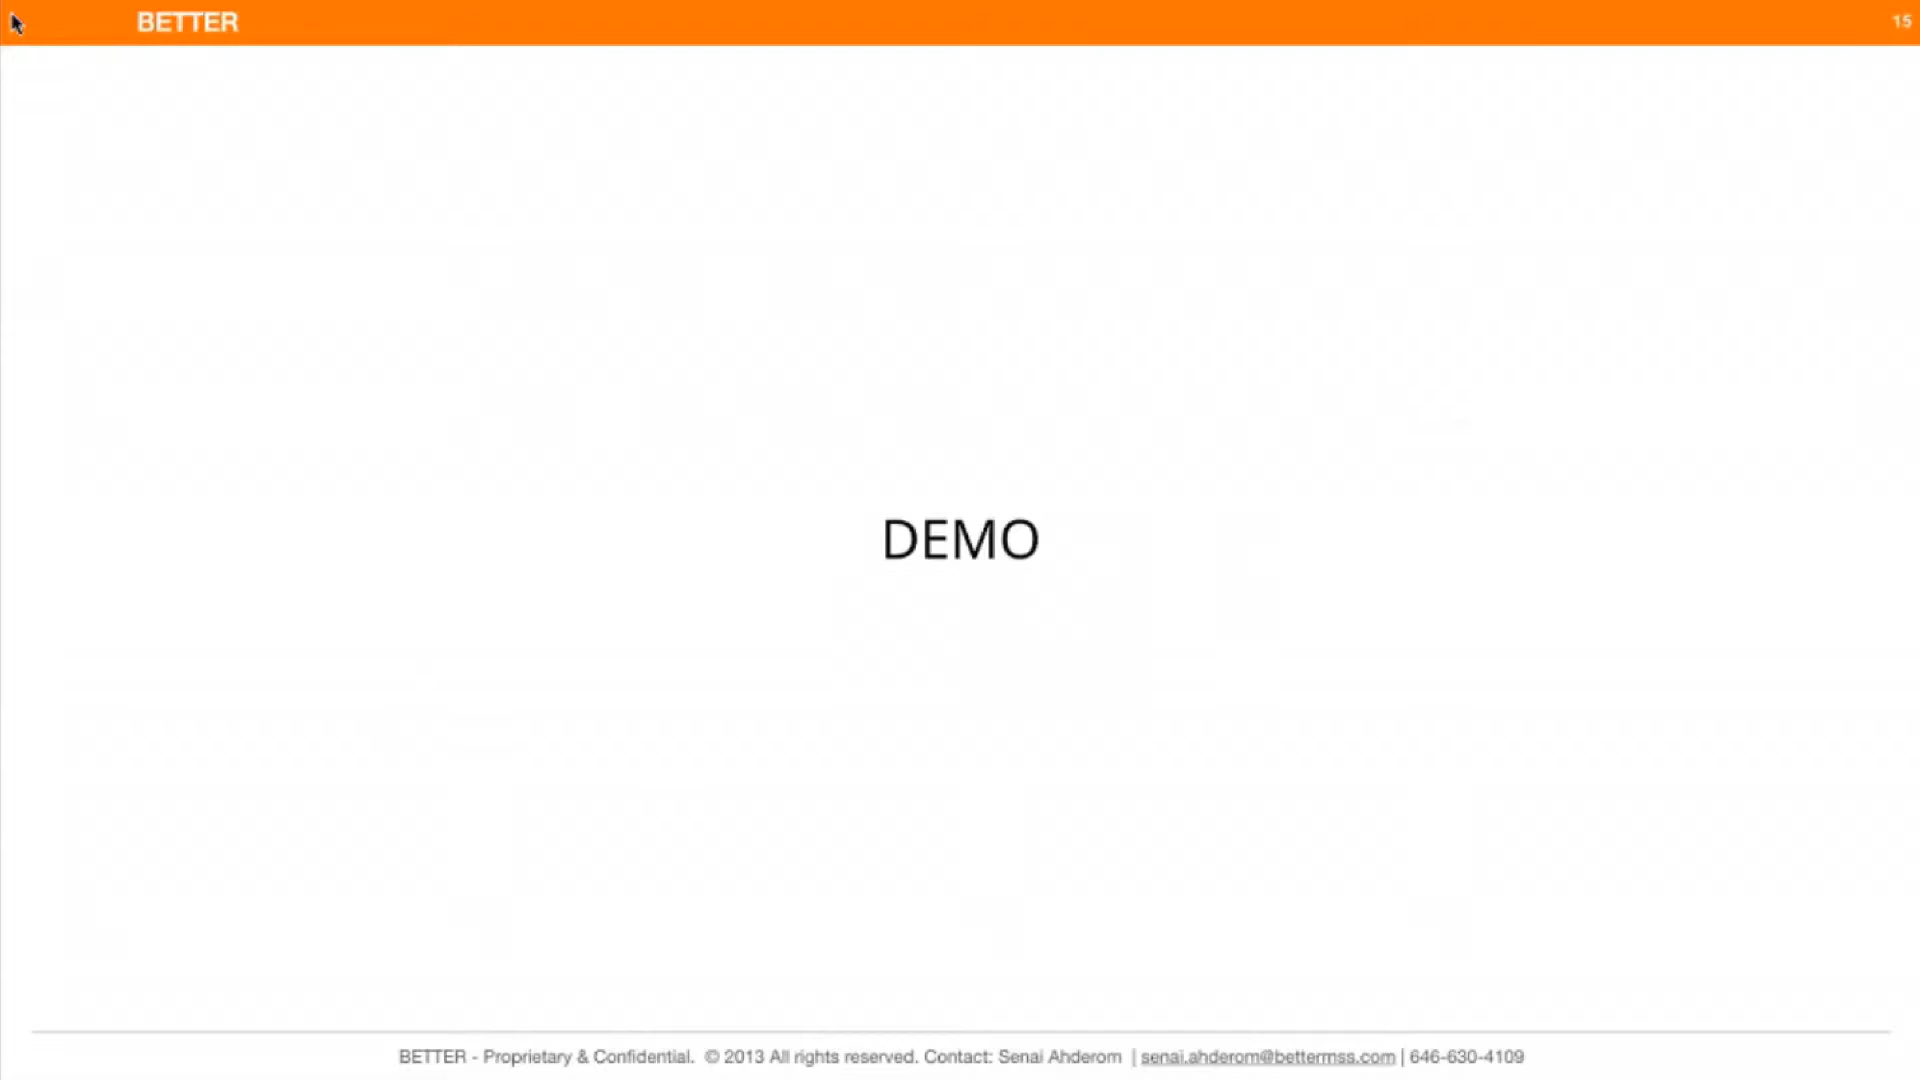 BETTER
15
DEMO
BETTER - Proprietary & Confidential. © 2013 All rights reserved. Contact: Senai Ahderom | senai.ahderom@bettermss.com | 646-630-4109